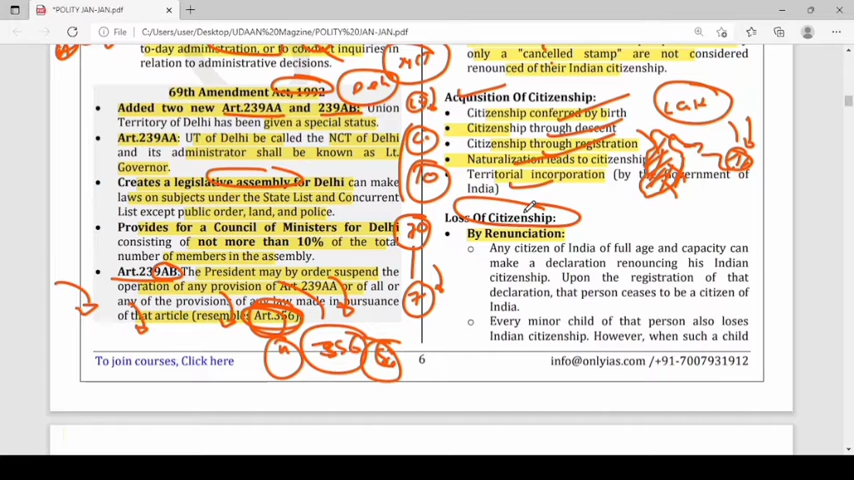 *POLITY JAN-JAN.pdf
File
C:/Users/user/Desktop/UDAAN%20Magzine/POLITY%20JAN-JAN.pdf
to-day administration, or to conduct inquiries in
relation to administrative decisions.
69th Amendment Act, 1992
• Added two new Art.239AA and 239AB: Union
Territory of Delhi has been given a special status.
• Art.239AA: UT of Delhi be called the NCT of Delhi
and its administrator shall be known as Lt.
Governor.
• Creates a legislative assembly for Delhi can make
laws on subjects under the State List and Concurrent
List except public order, land, and police.
• Provides for a Council of Ministers for Delhi
consisting of not more than 10% of the total
number of members in the assembly.
• Art.239AB: The President may by order suspend the
operation of any provision of Art.239AA or of all or
any of the provisions of any law made in pursuance
of that article (resembles Art.356)
356
10
70
7
only a "cancelled stamp" are not considered
renounced of their Indian citizenship.
Acquisition Of Citizenship:
• Citizenship conferred by birth
• Citizenship through descent
• Citizenship through registration
• Naturalization leads to citizenship
• Territorial incorporation (by the Government of
India)
Loss Of Citizenship:
• By Renunciation:
o Any citizen of India of full age and capacity can
make a declaration renouncing his Indian
citizenship. Upon the registration of that
declaration, that person ceases to be a citizen of
India.
o Every minor child of that person also loses
Indian citizenship. However, when such a child
To join courses, Click here
6
info@onlyias.com /+91-7007931912